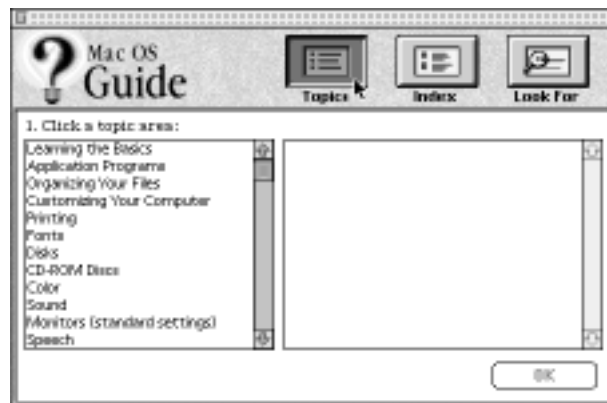 Mac OS
Guide
Topics
Index
Look For
1. Click a topic area:
Learning the Basics
Application Programs
Organizing Your Files
Customizing Your Computer
Printing
Fonts
Disks
CD-ROM Discs
Color
Sound
Monitors (standard settings)
Speech
OK